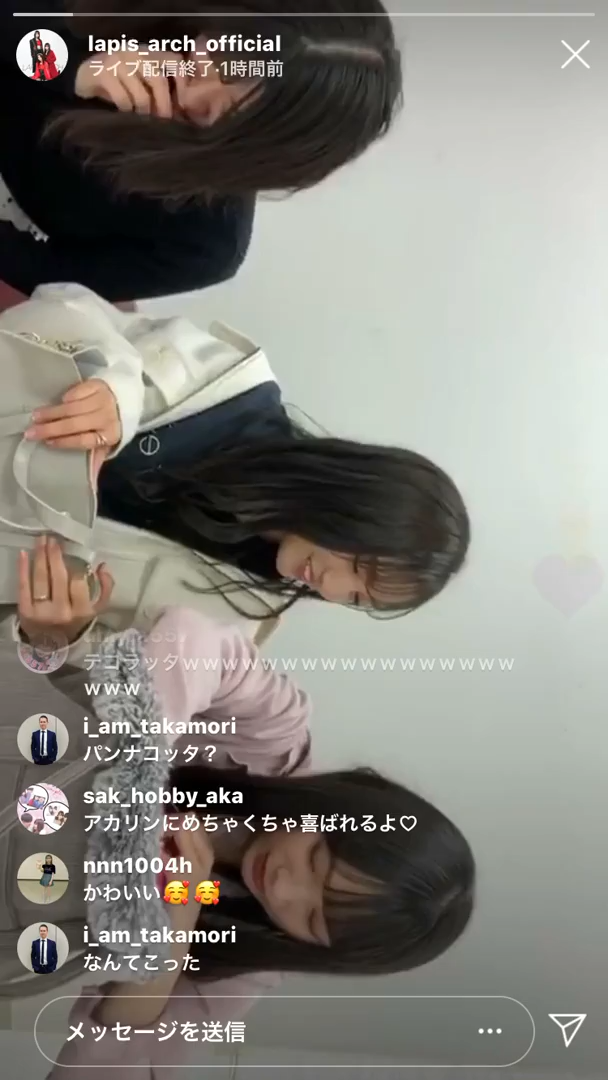 lapis_arch_official
ライブ配信終了·1時間前
デコラッタｗｗｗｗｗｗｗｗｗｗｗｗｗｗｗｗｗ
ｗｗｗ
i_am_takamori
パンナコッタ？
sak_hobby_aka
アカリンにめちゃくちゃ喜ばれるよ♡
nnn1004h
かわいい🥰🥰
i_am_takamori
なんてこった
メッセージを送信